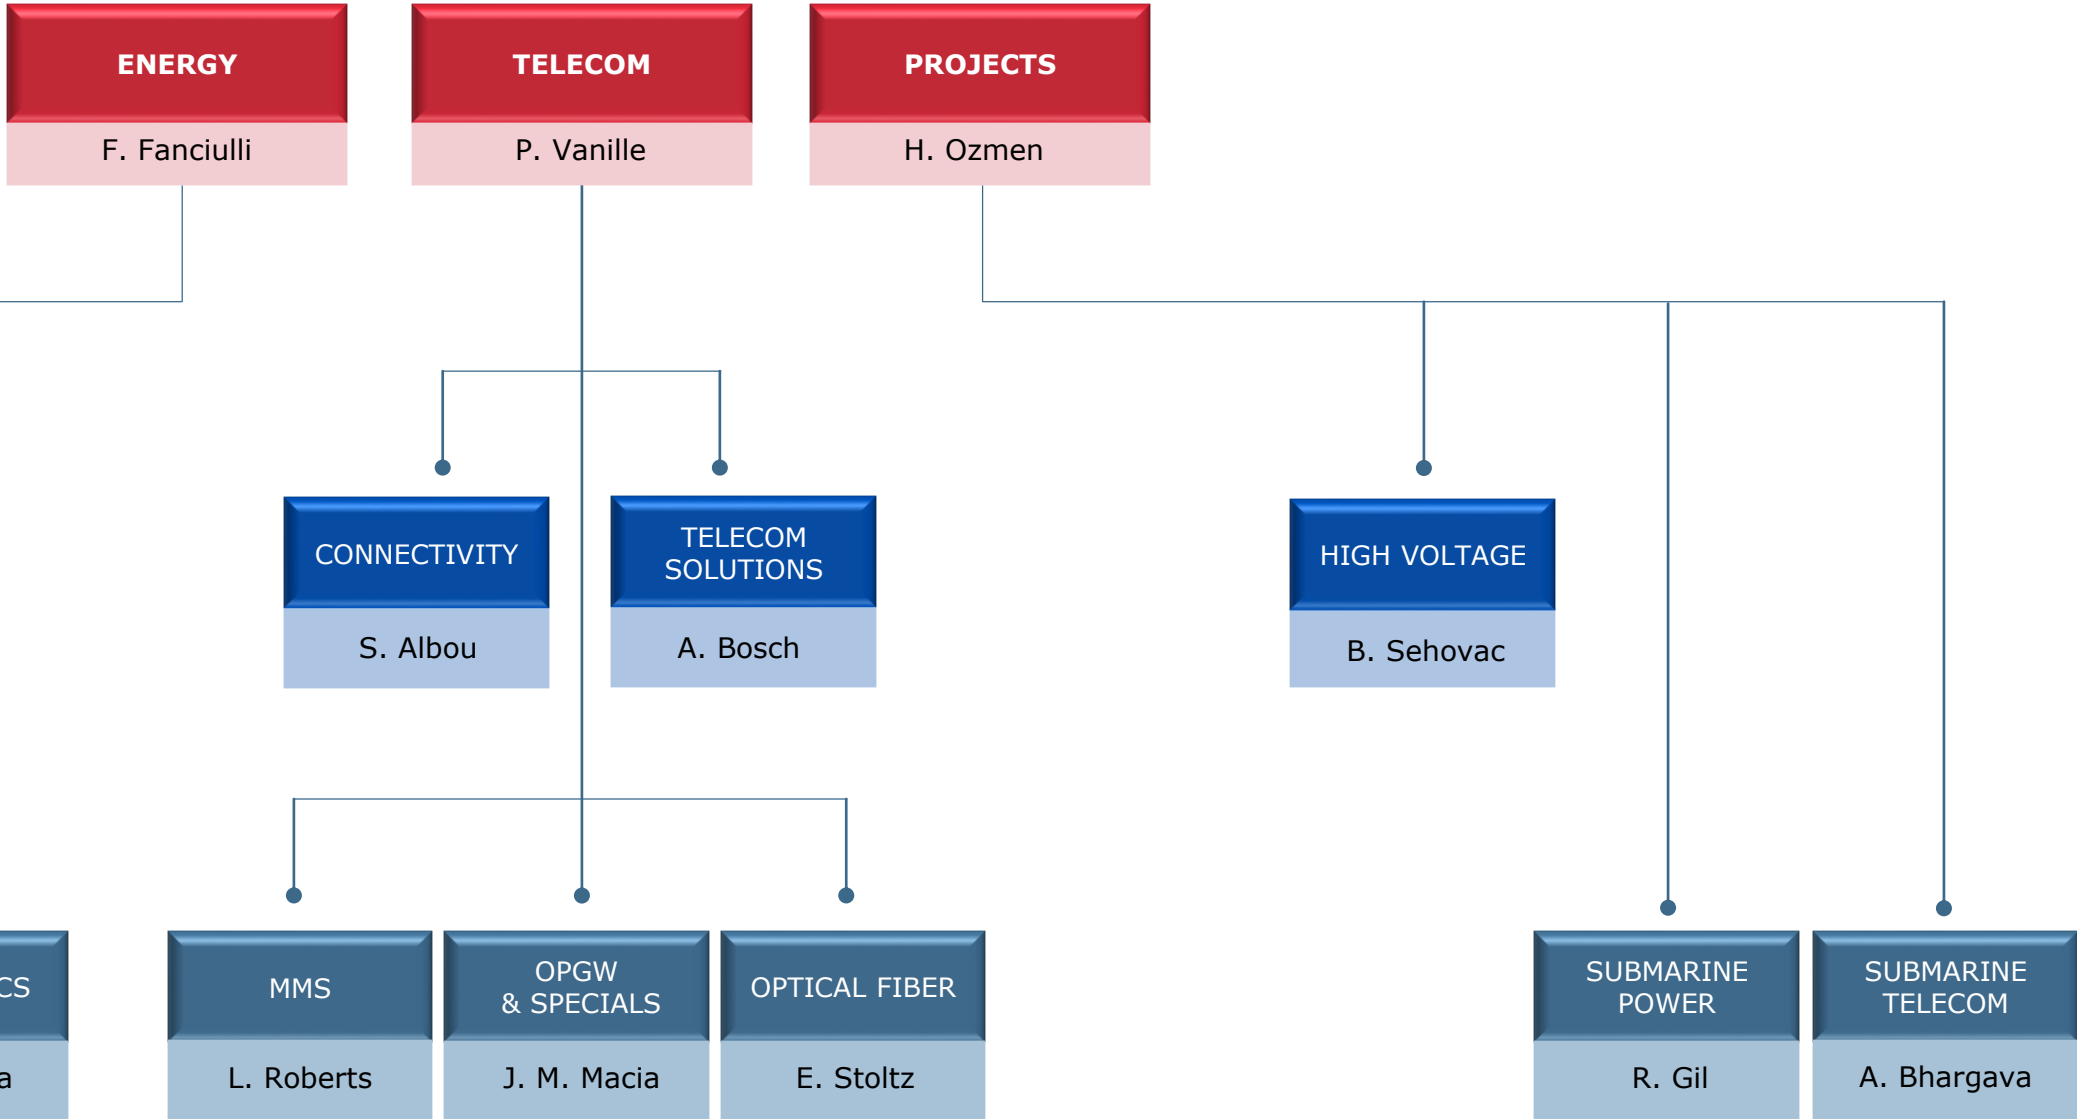 ENERGY
TELECOM
PROJECTS
F. Fanciulli
P. Vanille
H. Ozmen
CONNECTIVITY
TELECOM
SOLUTIONS
HIGH VOLTAGE
S. Albou
A. Bosch
B. Sehovac
CS
MMS
OPGW
& SPECIALS
OPTICAL FIBER
SUBMARINE
POWER
SUBMARINE
TELECOM
a
L. Roberts
J. M. Macia
E. Stoltz
R. Gil
A. Bhargava